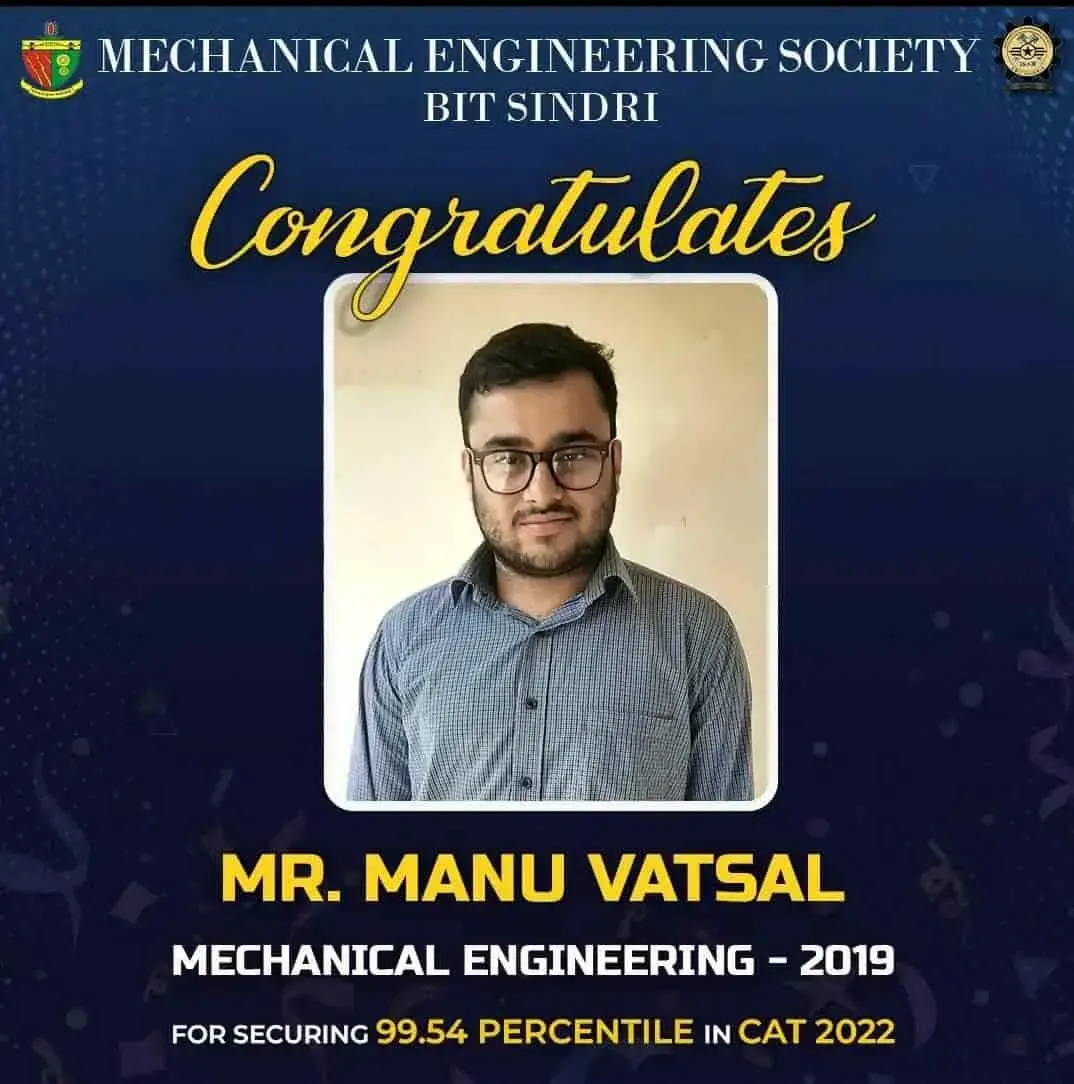 MECHANICAL ENGINEERING SOCIETY
BIT SINDRI
Congratulates
MR. MANU VATSAL
MECHANICAL ENGINEERING - 2019
FOR SECURING 99.54 PERCENTILE IN CAT 2022